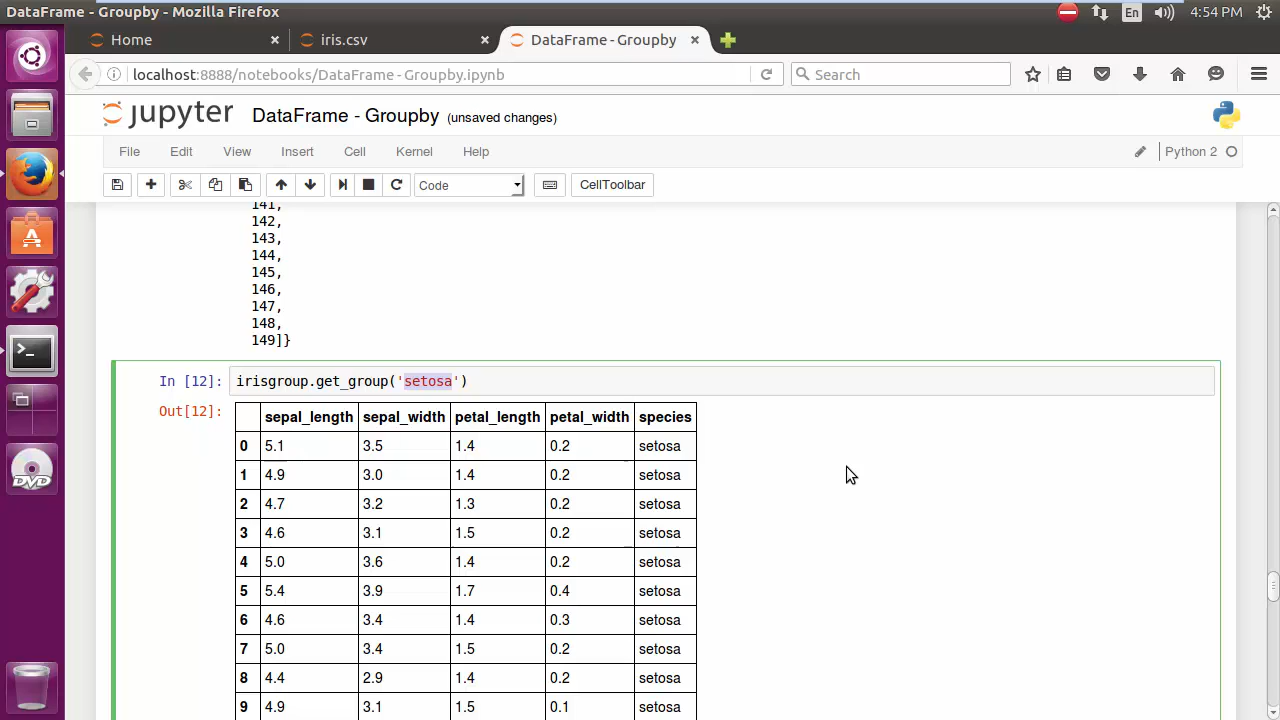 DataFrame - Groupby - Mozilla Firefox
En
4:54 PM
Home
iris.csv
DataFrame - Groupby
localhost:8888/notebooks/DataFrame - Groupby.ipynb
Search
jupyter
DataFrame - Groupby (unsaved changes)
File Edit View Insert Cell Kernel Help
Python 2
Code
CellToolbar
141,
142,
143,
144,
145,
146,
147,
148,
149]}
In [12]: irisgroup.get_group('setosa')
Out[12]:
sepal_length sepal_width petal_length petal_width species
0 5.1 3.5 1.4 0.2 setosa
1 4.9 3.0 1.4 0.2 setosa
2 4.7 3.2 1.3 0.2 setosa
3 4.6 3.1 1.5 0.2 setosa
4 5.0 3.6 1.4 0.2 setosa
5 5.4 3.9 1.7 0.4 setosa
6 4.6 3.4 1.4 0.3 setosa
7 5.0 3.4 1.5 0.2 setosa
8 4.4 2.9 1.4 0.2 setosa
9 4.9 3.1 1.5 0.1 setosa
DVD